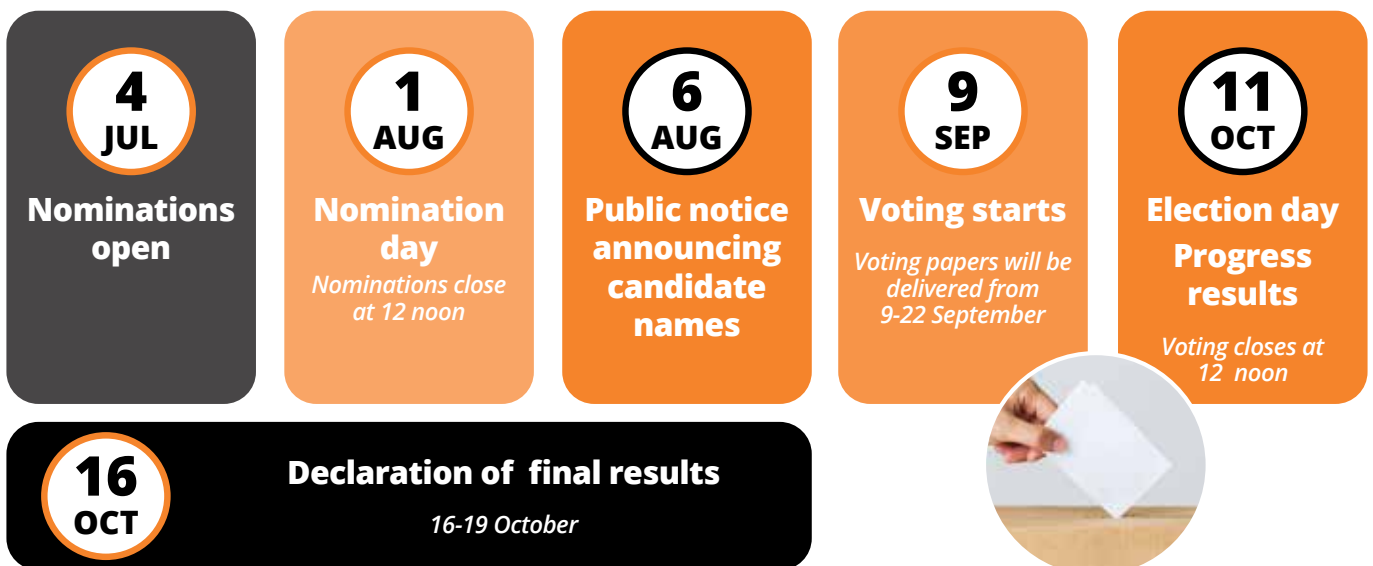 4
JUL
Nominations
open
1
AUG
Nomination
day
Nominations close
at 12 noon
6
AUG
Public notice
announcing
candidate
names
9
SEP
Voting starts
Voting papers will be
delivered from
9-22 September
11
OCT
Election day
Progress
results
Voting closes at
12 noon
16
OCT
Declaration of final results
16-19 October